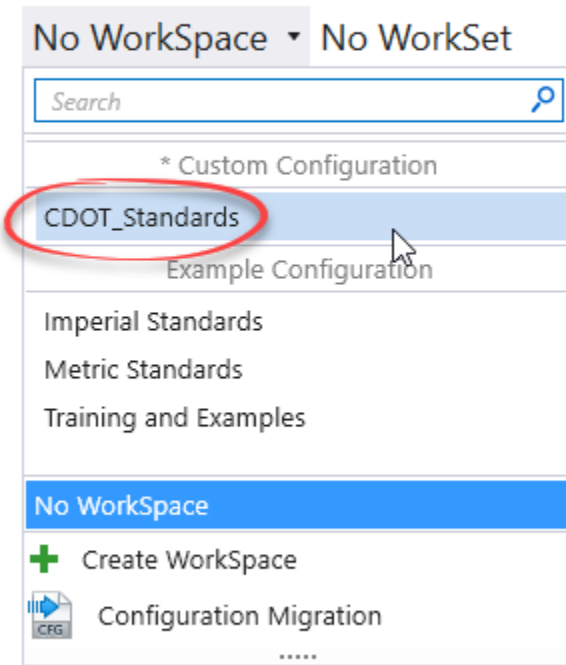 No WorkSpace No WorkSet
Search
* Custom Configuration
CDOT_Standards
Example Configuration
Imperial Standards
Metric Standards
Training and Examples
No WorkSpace
Create WorkSpace
CFG Configuration Migration